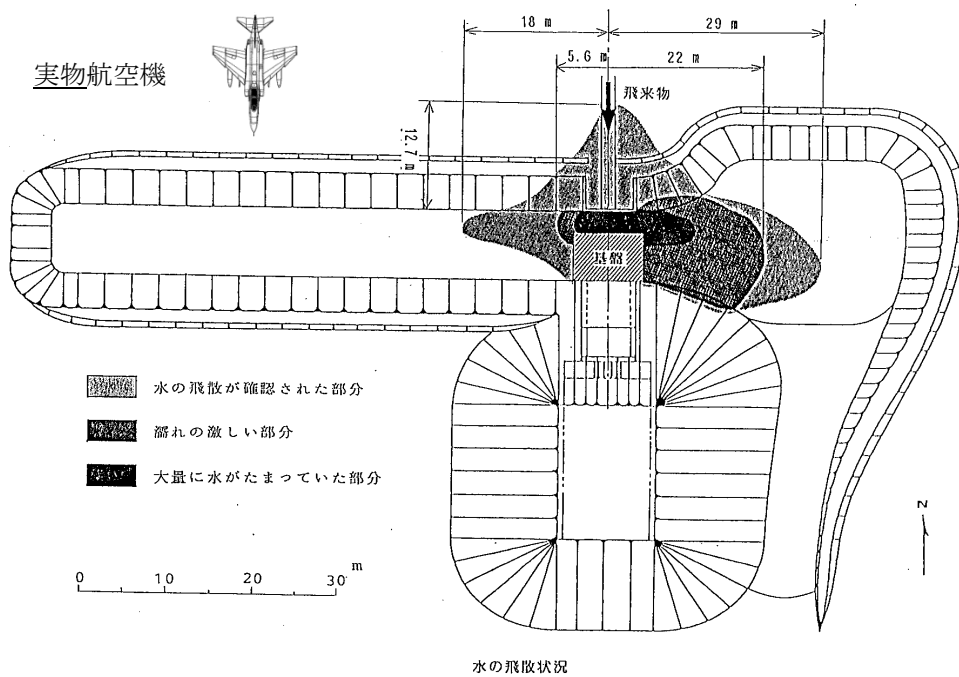 18 m
29 m
5.6 m
22 m
実物航空機
飛来物
12.7 m
基盤
水の飛散が確認された部分
濡れの激しい部分
大量に水がたまっていた部分
N
0 10 20 30 m
水の飛散状況